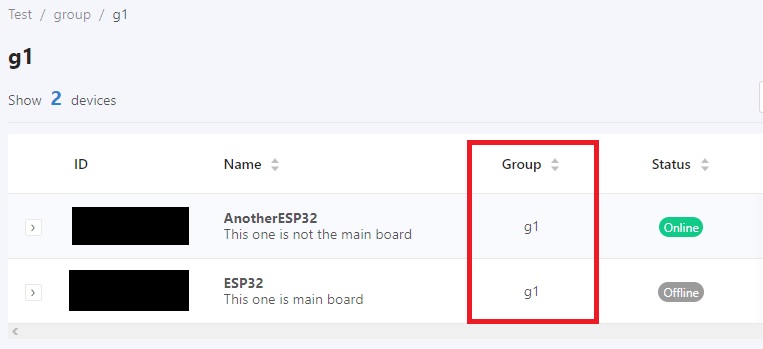 Test / group / g1
g1
Show 2 devices
ID Name Group Status
AnotherESP32
This one is not the main board
g1
Online
ESP32
This one is main board
g1
Offline